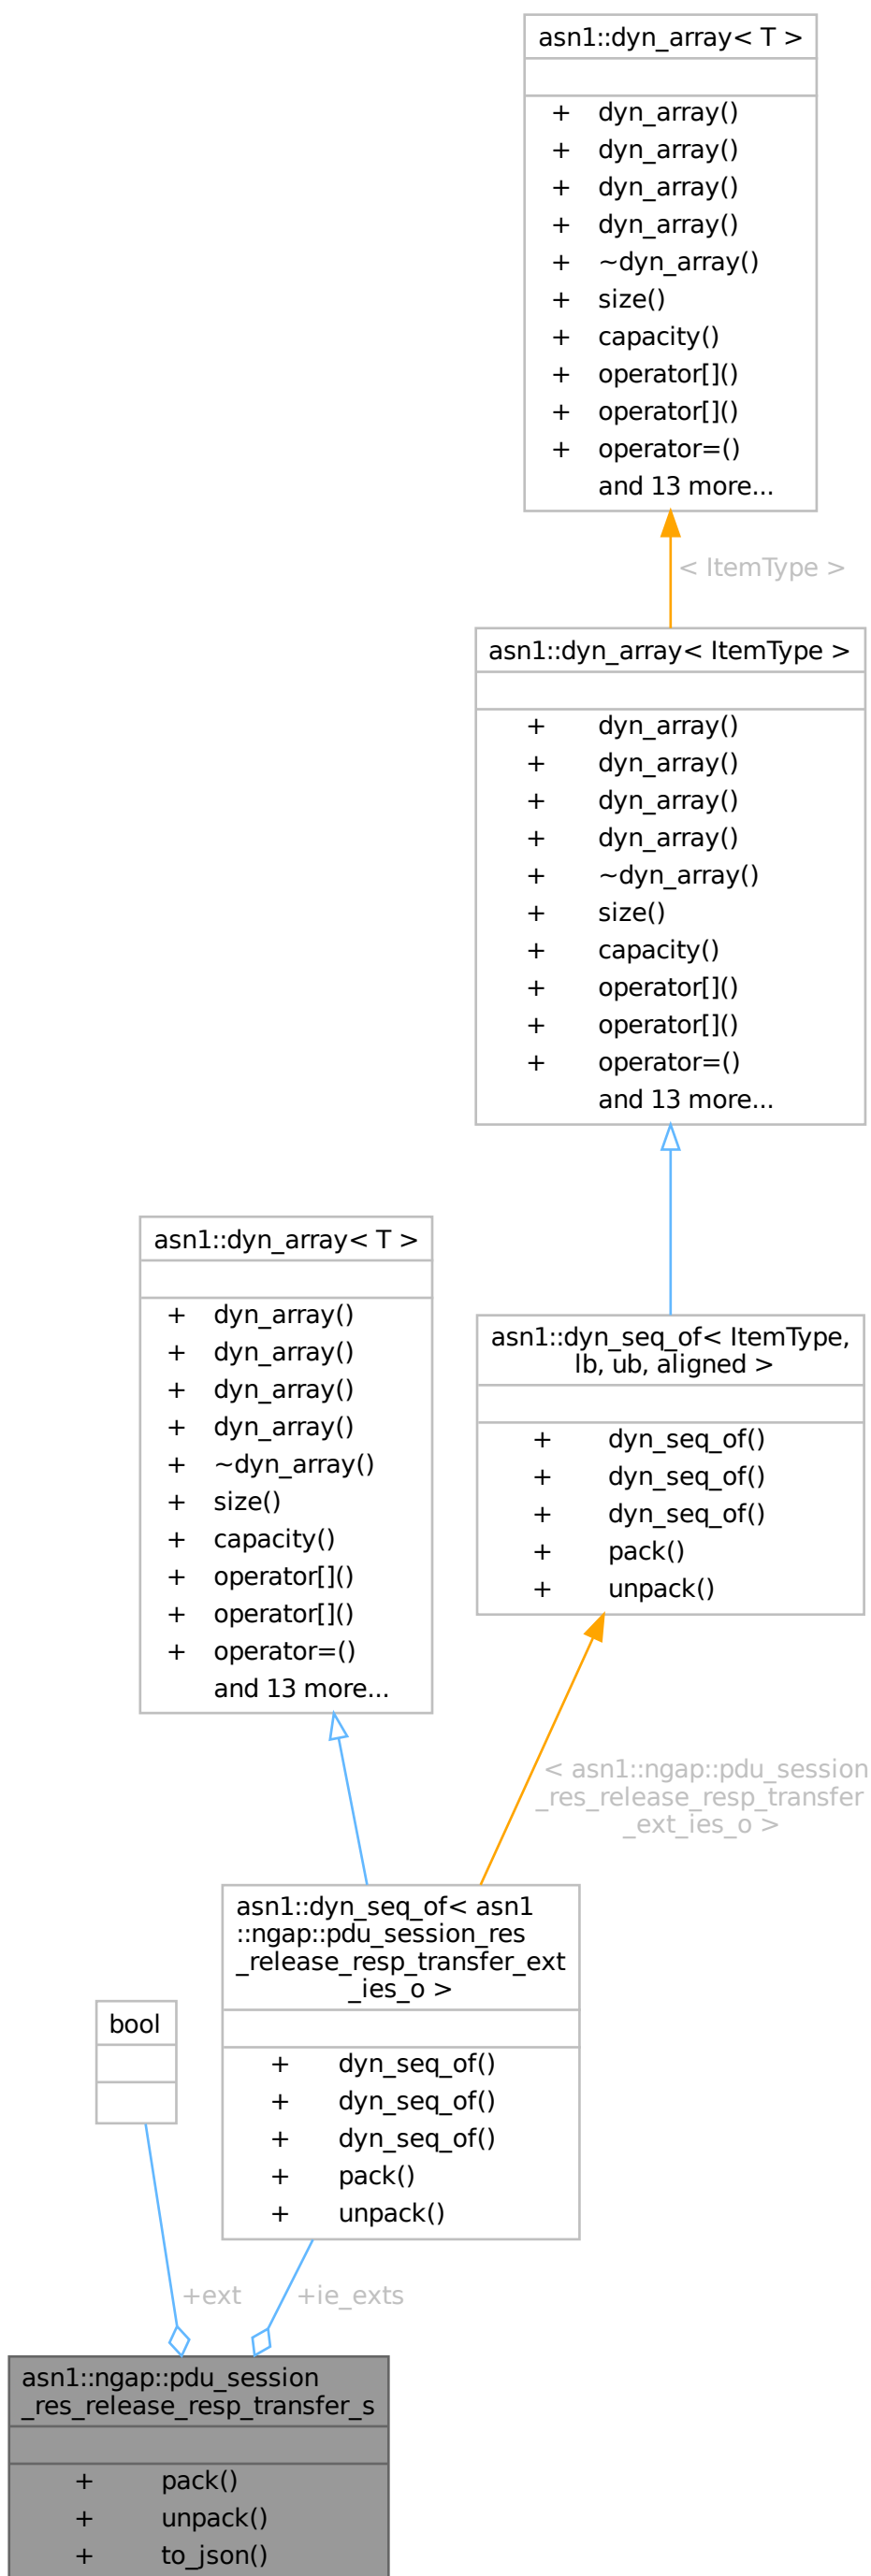 asn1::dyn_array< T >
+ dyn_array()
+ dyn_array()
+ dyn_array()
+ dyn_array()
+ ~dyn_array()
+ size()
+ capacity()
+ operator[]()
+ operator[]()
+ operator=()
and 13 more...
< ItemType >
asn1::dyn_array< ItemType >
+ dyn_array()
+ dyn_array()
+ dyn_array()
+ dyn_array()
+ ~dyn_array()
+ size()
+ capacity()
+ operator[]()
+ operator[]()
+ operator=()
and 13 more...
asn1::dyn_array< T >
+ dyn_array()
+ dyn_array()
+ dyn_array()
+ dyn_array()
+ ~dyn_array()
+ size()
+ capacity()
+ operator[]()
+ operator[]()
+ operator=()
and 13 more...
asn1::dyn_seq_of< ItemType,
lb, ub, aligned >
+ dyn_seq_of()
+ dyn_seq_of()
+ dyn_seq_of()
+ pack()
+ unpack()
< asn1::ngap::pdu_session
_res_release_resp_transfer
_ext_ies_o >
asn1::dyn_seq_of< asn1
::ngap::pdu_session_res
_release_resp_transfer_ext
_ies_o >
+ dyn_seq_of()
+ dyn_seq_of()
+ dyn_seq_of()
+ pack()
+ unpack()
bool
+ext
+ie_exts
asn1::ngap::pdu_session
_res_release_resp_transfer_s
+ pack()
+ unpack()
+ to_json()